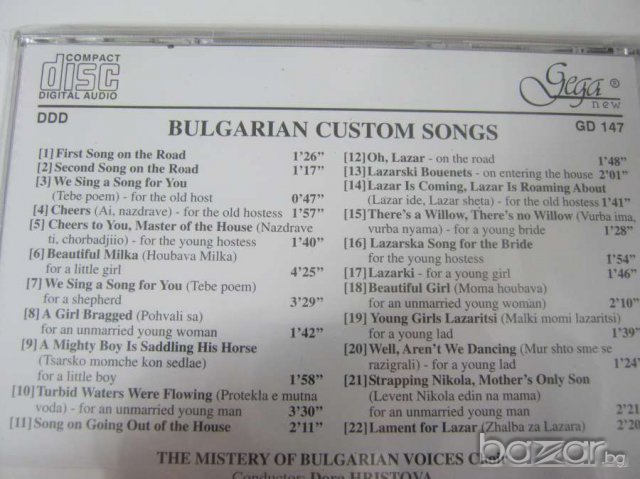 COMPACT
disc
DIGITAL AUDIO
Gega ®
new
DDD
GD 147
BULGARIAN CUSTOM SONGS
[1] First Song on the Road 1'26"
[2] Second Song on the Road 1'17"
[3] We Sing a Song for You
(Tebe poem) - for the old host 0'47"
[4] Cheers (Ai, nazdrave) - for the old hostess 1'57"
[5] Cheers to You, Master of the House (Nazdrave
ti, chorbadjiio) - for the young hostess 1'40"
[6] Beautiful Milka (Houbava Milka)
for a little girl 4'25"
[7] We Sing a Song for You (Tebe poem)
for a shepherd 3'29"
[8] A Girl Bragged (Pohvali sa)
for an unmarried young woman 1'42"
[9] A Mighty Boy Is Saddling His Horse
(Tsarsko momche kon sedlae)
for a little boy 1'58"
[10] Turbid Waters Were Flowing (Protekla e mutna
voda) - for an unmarried young man 3'30"
[11] Song on Going Out of the House 2'11"
[12] Oh, Lazar - on the road 1'48"
[13] Lazarski Bouenets - on entering the house 2'01"
[14] Lazar Is Coming, Lazar Is Roaming About
(Lazar ide, Lazar sheta) - for the old hostess 1'41"
[15] There's a Willow, There's no Willow (Vurba ima,
vurba nyama) - for a young bride 1'28"
[16] Lazarska Song for the Bride
for the young hostess 1'54"
[17] Lazarki - for a young girl 1'46"
[18] Beautiful Girl (Moma houbava)
for an unmarried young woman 2'10"
[19] Young Girls Lazaritsi (Malki momi lazaritsi)
for a young lad 1'39"
[20] Well, Aren't We Dancing (Mur shto sme se
razigrali) - for a young lad 1'24"
[21] Strapping Nikola, Mother's Only Son
(Levent Nikola edin na mama)
for an unmarried young man 2'21
[22] Lament for Lazar (Zhalba za Lazara) 2'20
THE MISTERY OF BULGARIAN VOICES Choir
Conductor: Dora HRISTOVA
bazar.bg